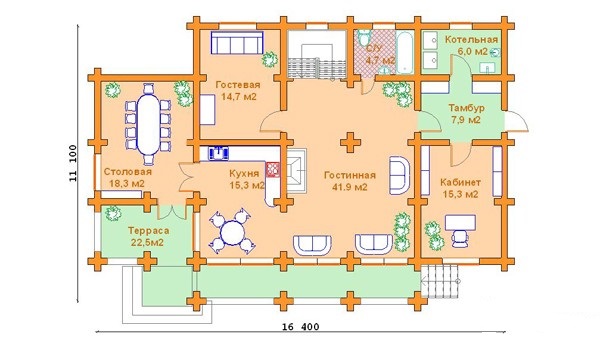 Котельная
6,0 м2
С/У
4,7 м2
Гостевая
14,7 м2
Тамбур
7,9 м2
Столовая
18,3 м2
Кухня
15,3 м2
Гостинная
41.9 м2
Кабинет
15,3 м2
Терраса
22,5м2
11 100
16 400